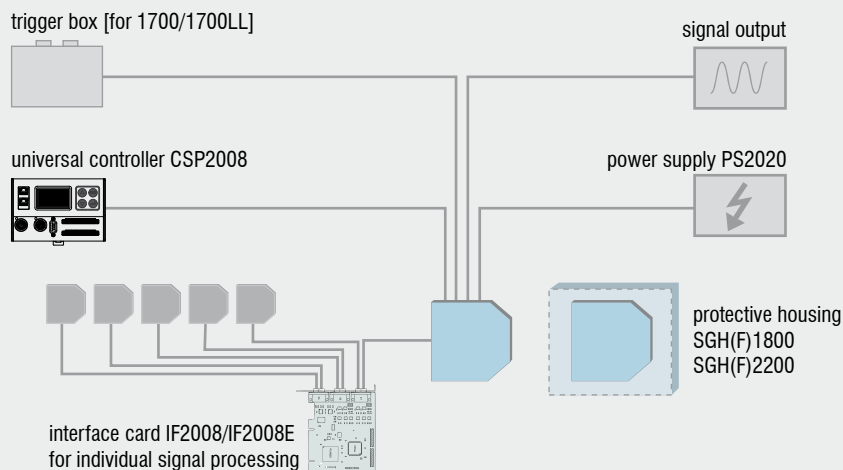 trigger box [for 1700/1700LL]
signal output
universal controller CSP2008
power supply PS2020
protective housing
SGH(F)1800
SGH(F)2200
interface card IF2008/IF2008E
for individual signal processing